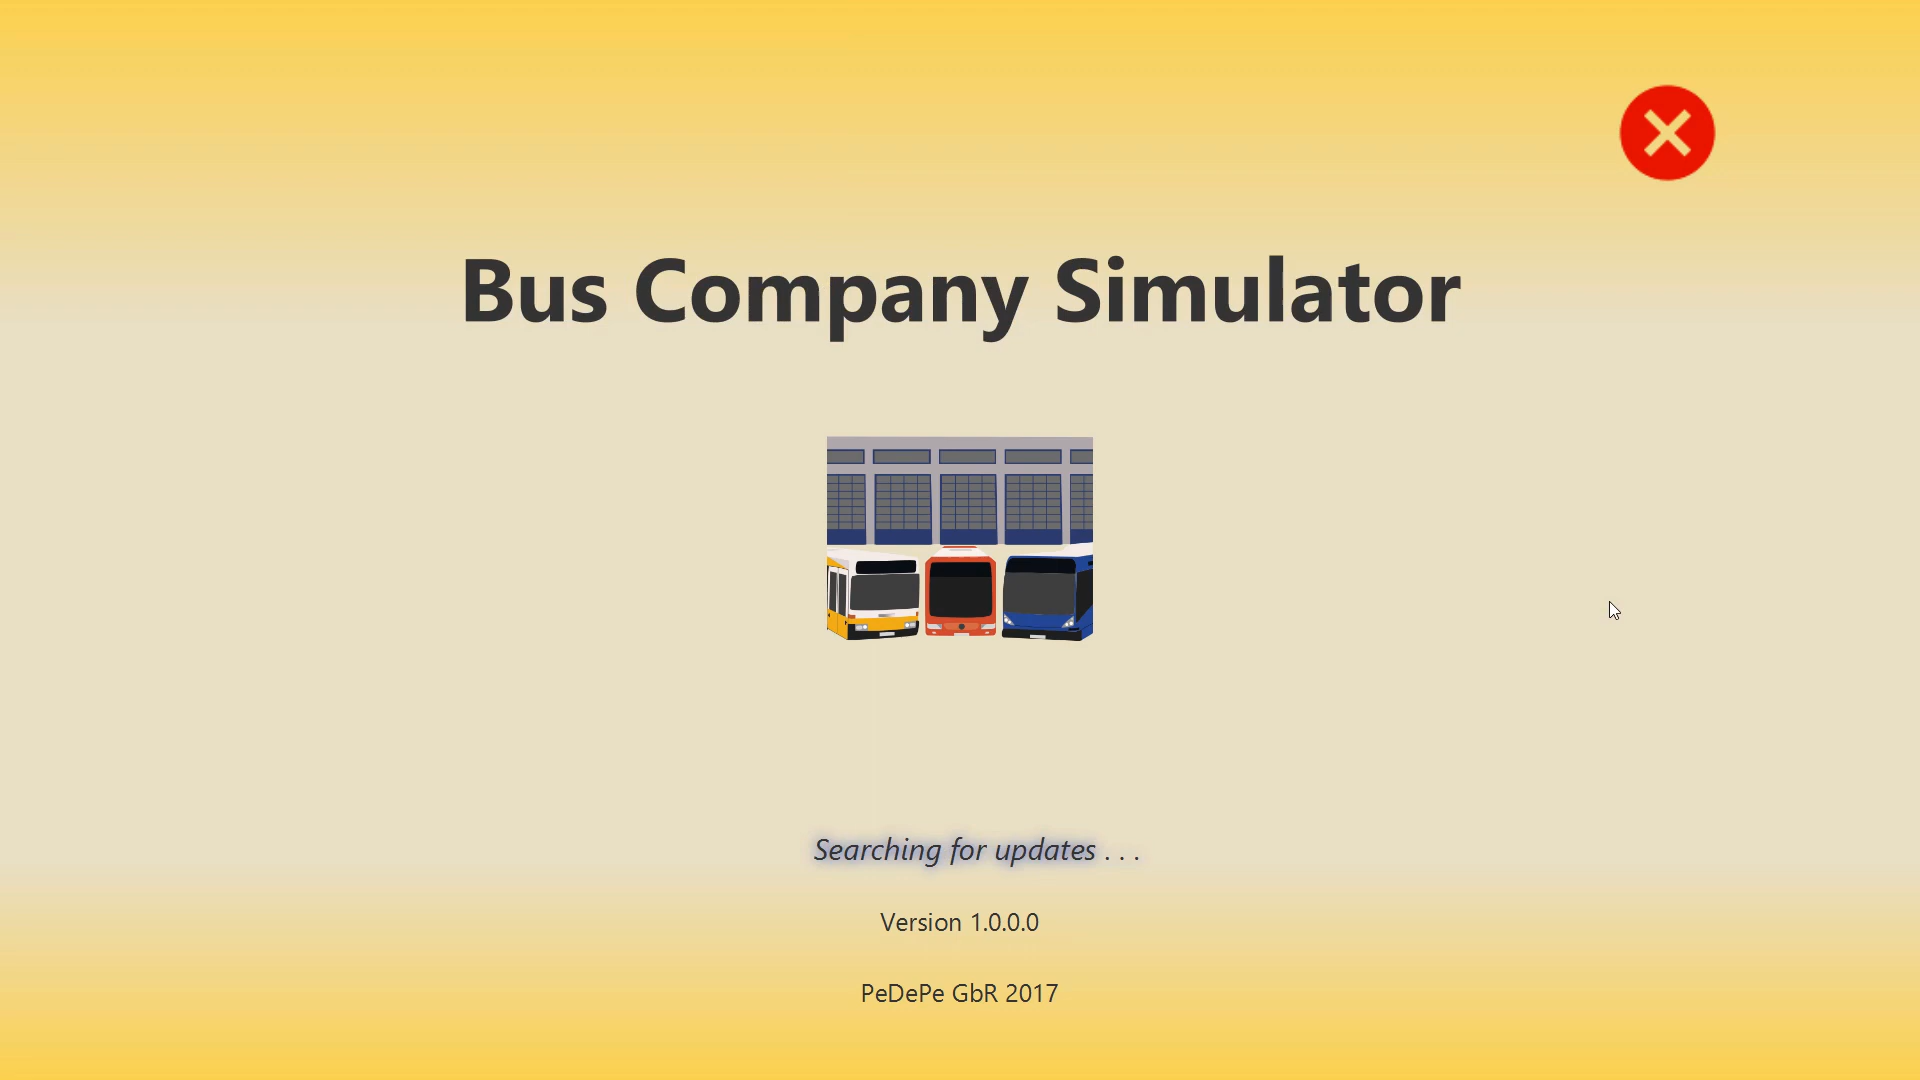 Bus Company Simulator
Searching for updates . . .
Version 1.0.0.0
PeDePe GbR 2017